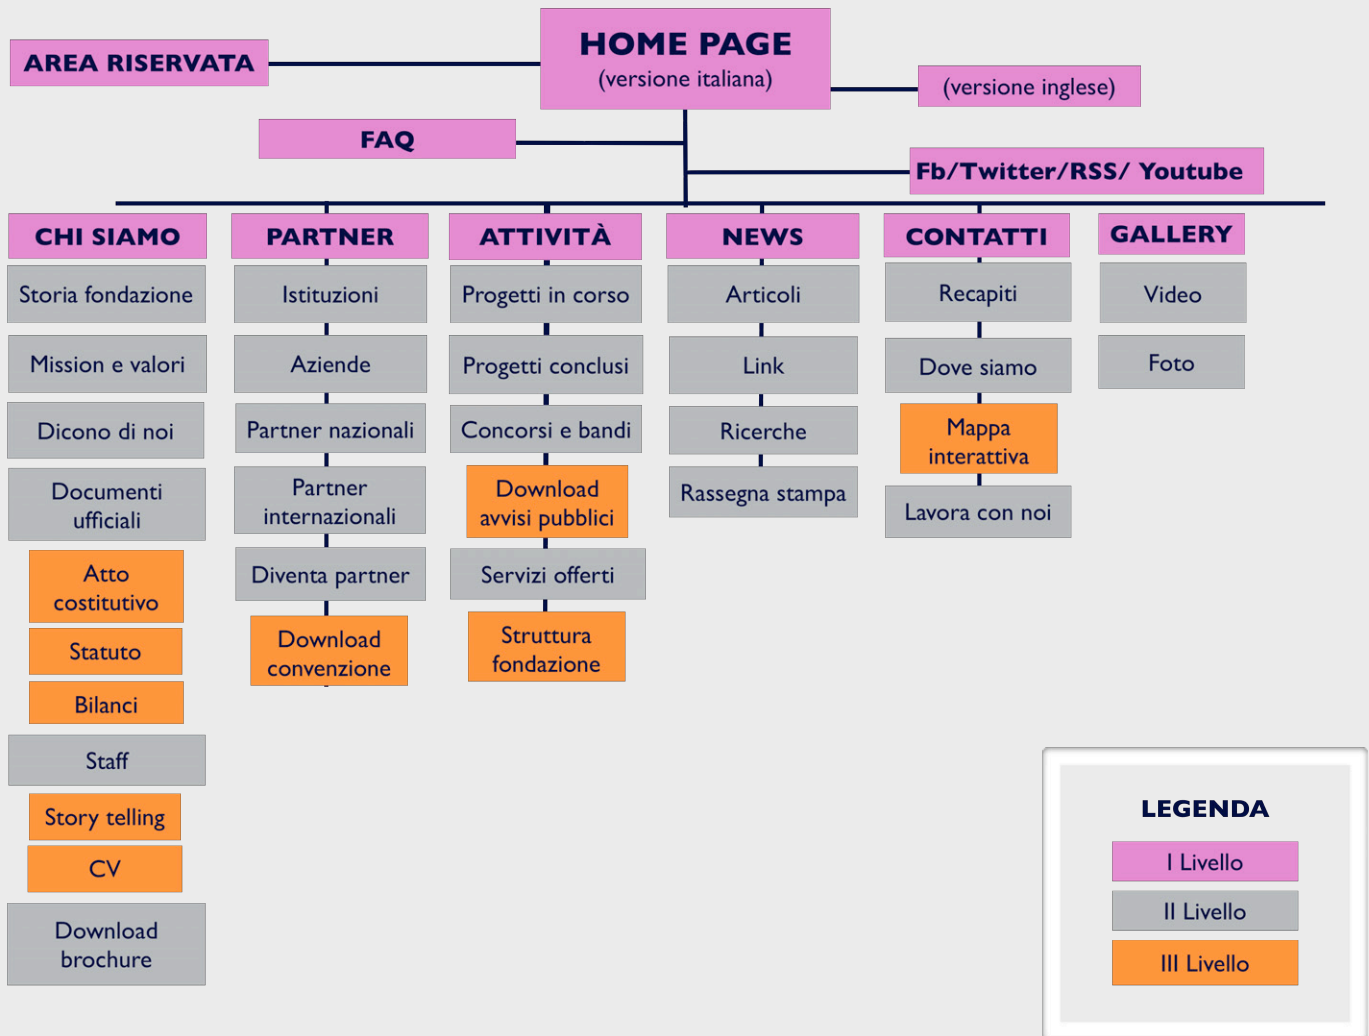 HOME PAGE
(versione italiana)
AREA RISERVATA
(versione inglese)
FAQ
Fb/Twitter/RSS/ Youtube
CHI SIAMO
Storia fondazione
Mission e valori
Dicono di noi
Documenti
ufficiali
Atto
costitutivo
Statuto
Bilanci
Staff
Story telling
CV
Download
brochure
PARTNER
Istituzioni
Aziende
Partner nazionali
Partner
internazionali
Diventa partner
Download
convenzione
ATTIVITÀ
Progetti in corso
Progetti conclusi
Concorsi e bandi
Download
avvisi pubblici
Servizi offerti
Struttura
fondazione
NEWS
Articoli
Link
Ricerche
Rassegna stampa
CONTATTI
Recapiti
Dove siamo
Mappa
interattiva
Lavora con noi
GALLERY
Video
Foto
LEGENDA
I Livello
II Livello
III Livello